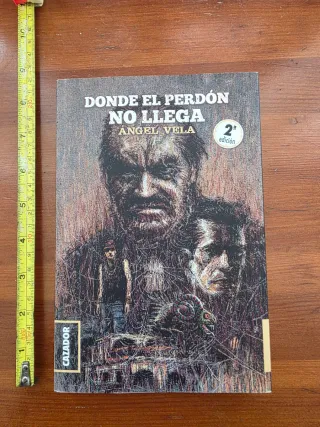 DONDE EL PERDÓN
NO LLEGA
ÁNGEL VELA
2ª
edición
CAZADOR